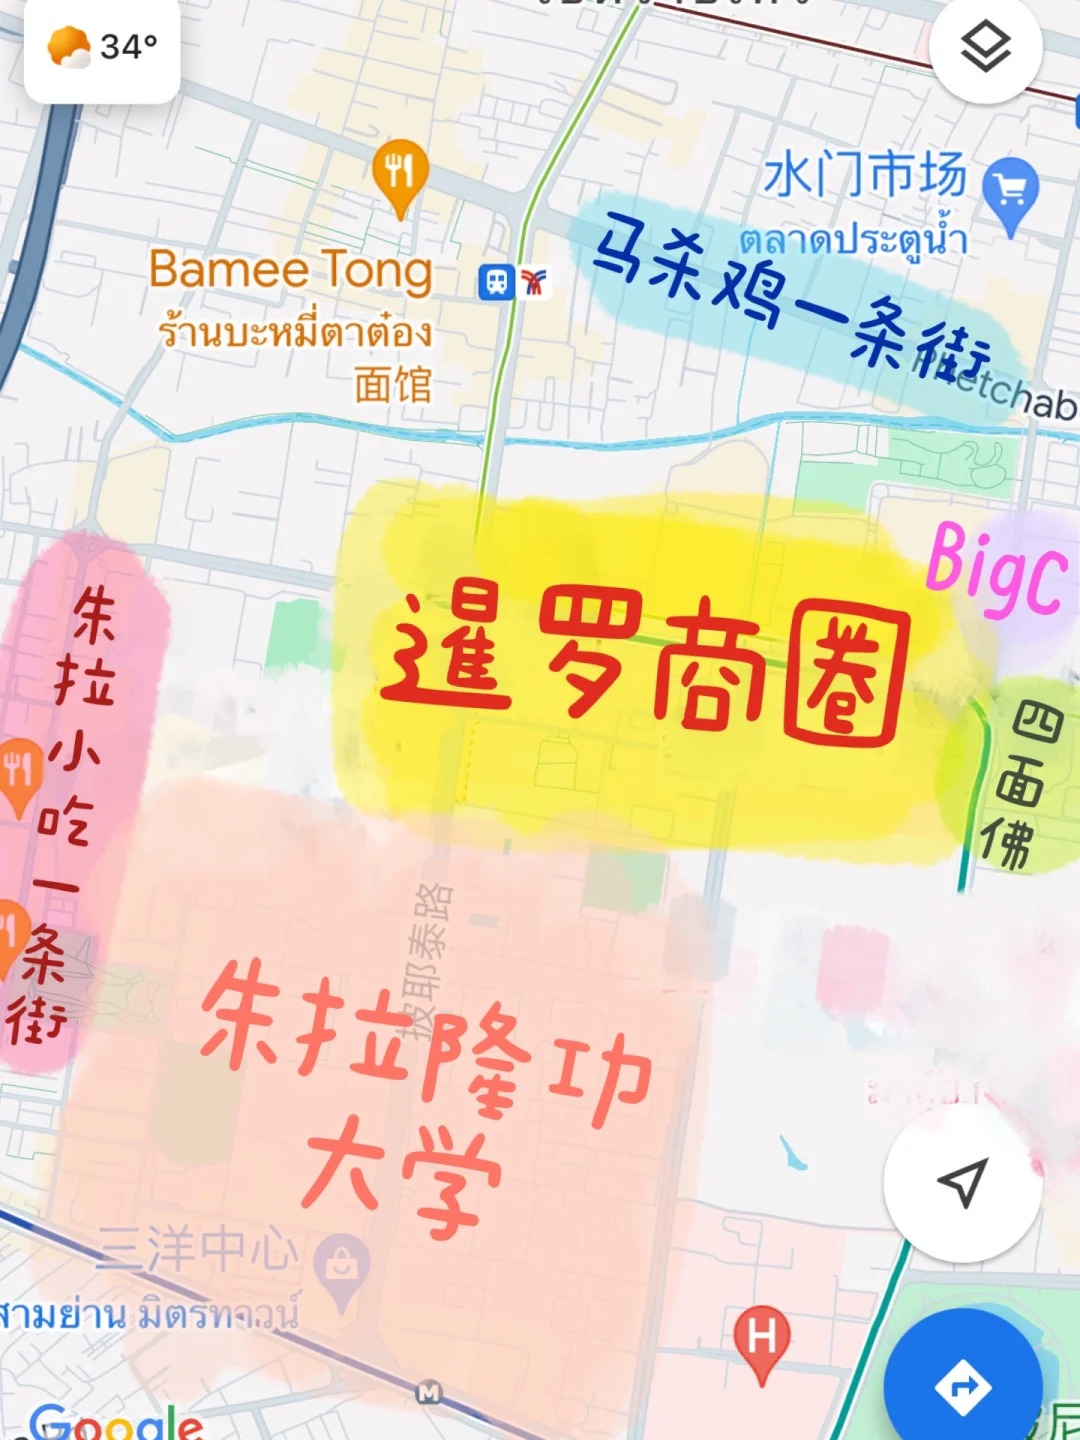 34°
水门市场
ตลาดประตูน้ำ
马杀鸡一条街
Bamee Tong
ร้านบะหมี่ตาต๋อง
面馆
BigC
暹罗商圈
朱拉小吃一条街
四面佛
披耶泰路
朱拉隆功
大学
三洋中心
สามย่าน มิตรทาวน์
H
M
Google